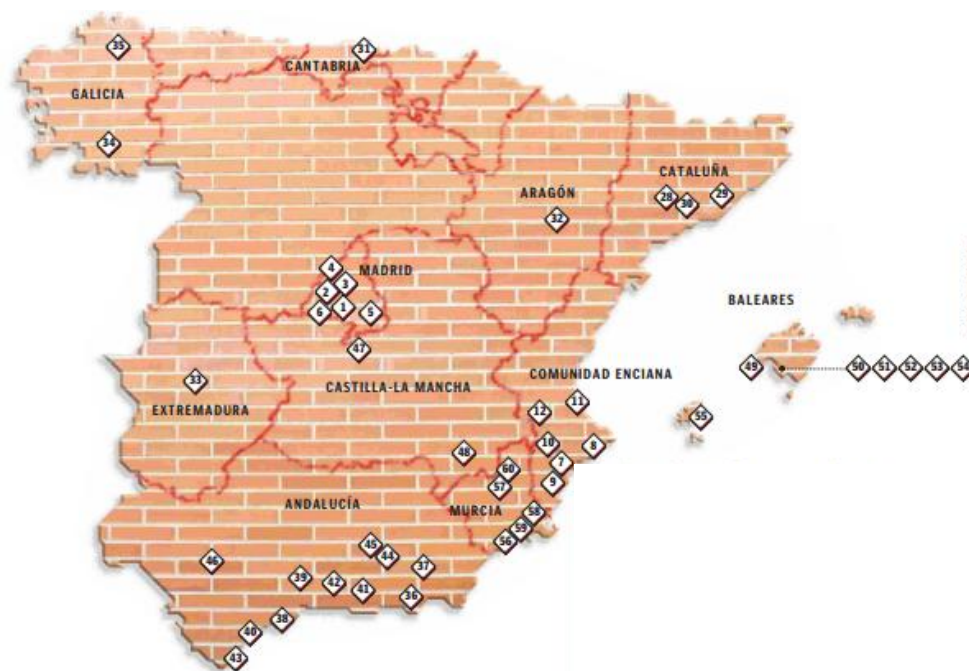 35
31
CANTABRIA
GALICIA
34
CATALUÑA
28 30 29
ARAGÓN
32
4 MADRID
3
2
6 1 5
BALEARES
47
49 50 51 52 53 54
33
EXTREMADURA
CASTILLA-LA MANCHA
COMUNIDAD ENCIANA
11
12
55
10 8
48
7
60
57 9
ANDALUCÍA
MURCIA
58
59
56
45
44
46
37
39
42 41
36
38
40
43